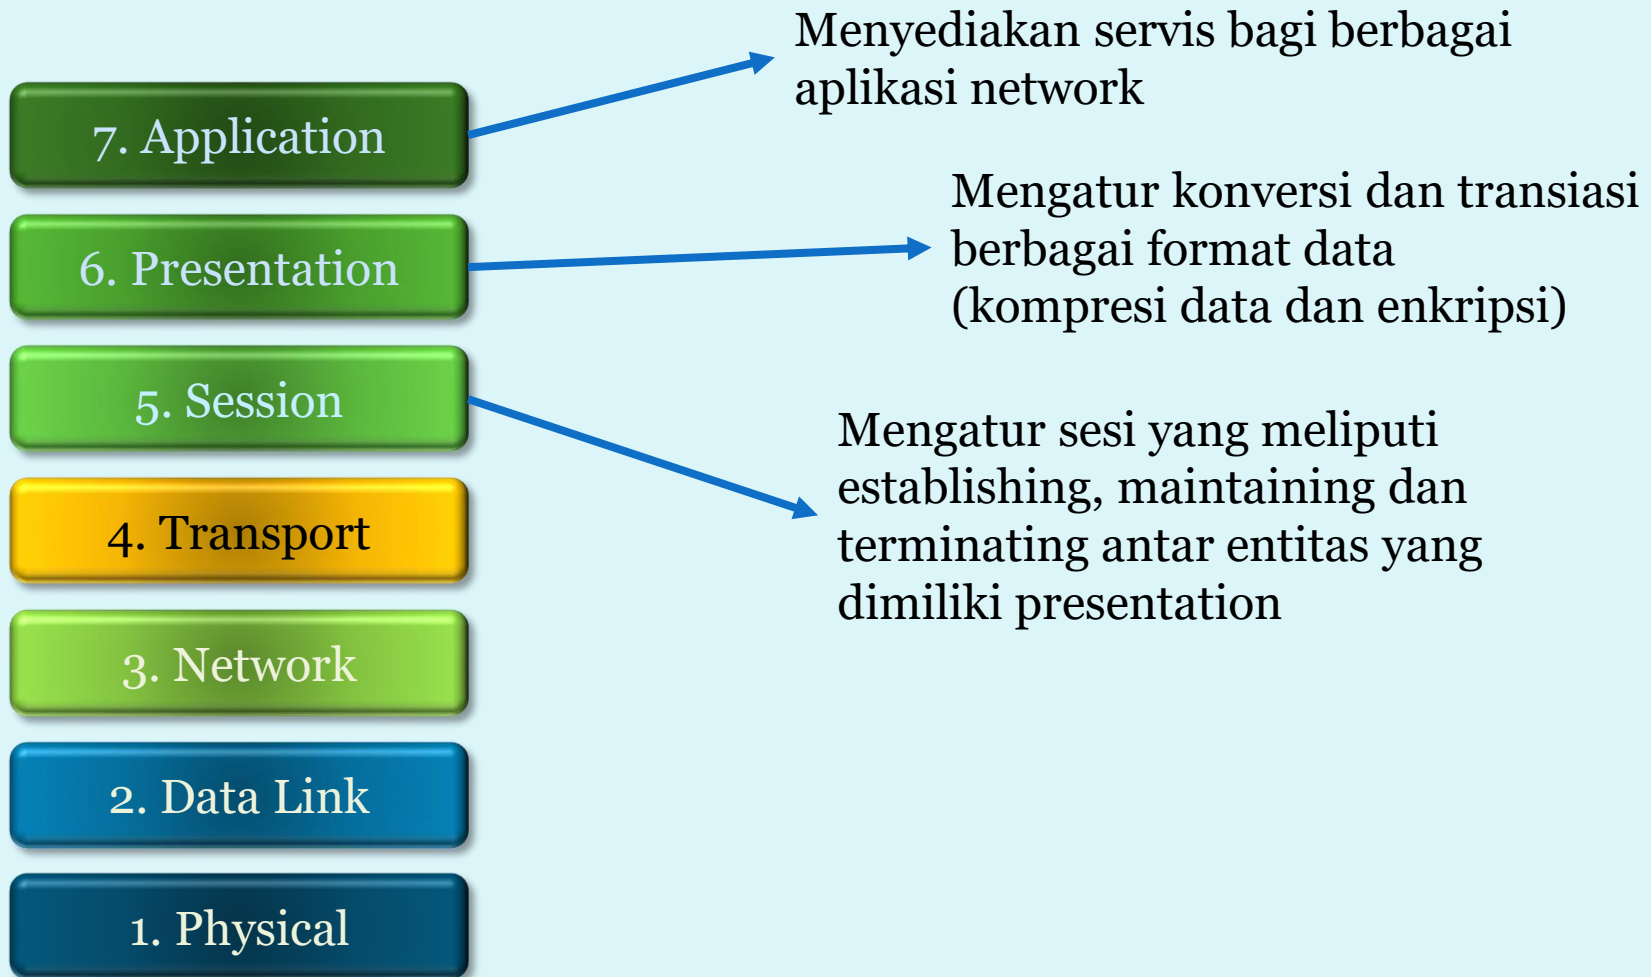 Menyediakan servis bagi berbagai
aplikasi network
7. Application
Mengatur konversi dan transiasi
berbagai format data
(kompresi data dan enkripsi)
6. Presentation
5. Session
Mengatur sesi yang meliputi
establishing, maintaining dan
terminating antar entitas yang
dimiliki presentation
4. Transport
3. Network
2. Data Link
1. Physical